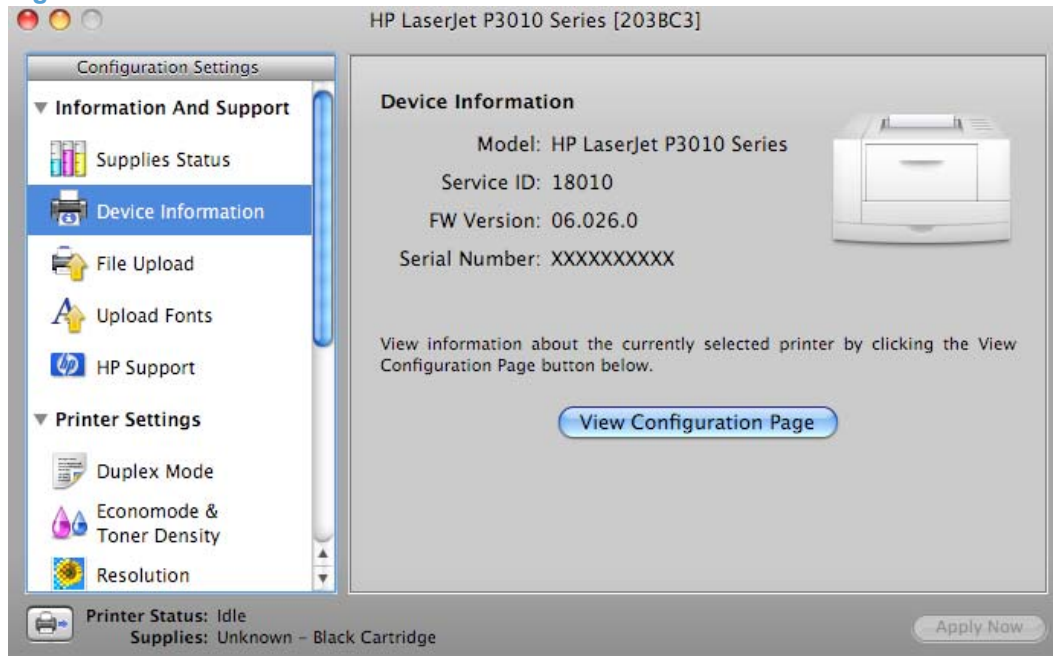 HP LaserJet P3010 Series [203BC3]
Configuration Settings
Information And Support
Supplies Status
Device Information
File Upload
Upload Fonts
HP Support
Printer Settings
Duplex Mode
Economode &
Toner Density
Resolution
Device Information
Model: HP LaserJet P3010 Series
Service ID: 18010
FW Version: 06.026.0
Serial Number: XXXXXXXXXX
View information about the currently selected printer by clicking the View
Configuration Page button below.
View Configuration Page
Printer Status: Idle
Supplies: Unknown – Black Cartridge
Apply Now